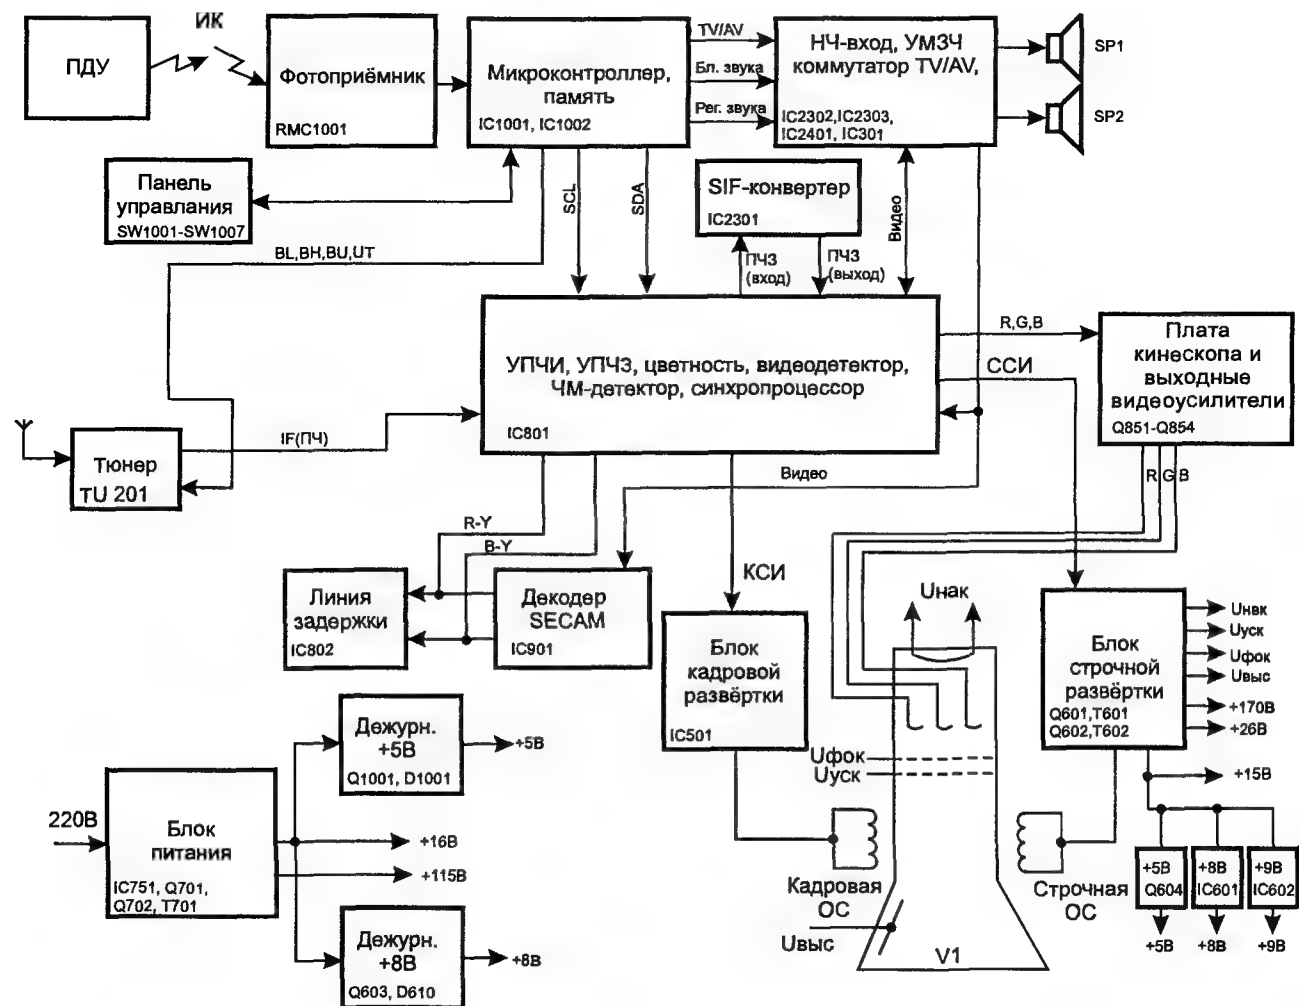 ИК
ПДУ
Фотоприёмник
RMC1001
Микроконтроллер,
память
IC1001, IC1002
TV/AV
Бл. звука
Рег. звука
НЧ-вход, УМЗЧ
коммутатор TV/AV,
IC2302,IC2303,
IC2401, IC301
SP1
SP2
Панель
управлания
SW1001-SW1007
SCL
SDA
SIF-конвертер
IC2301
Видео
BL,BH,BU,UT
ПЧЗ
(вход)
ПЧЗ
(выход)
УПЧИ, УПЧЗ, цветность, видеодетектор,
ЧМ-детектор, синхропроцессор
IC801
R,G,B
ССИ
Плата
кинескопа и
выходные
видеоусилители
Q851-Q854
R G B
Тюнер
TU 201
IF(ПЧ)
Видео
R-Y
B-Y
КСИ
Линия
задержки
IC802
Декодер
SECAM
IC901
Блок
кадровой
развёртки
IC501
Uнак
Блок
строчной
развёртки
Q601,T601
Q602,T602
Uнвк
Uуск
Uфок
Uвыс
+170В
+26В
+15В
Uфок
Uуск
Дежурн.
+5В
Q1001, D1001
+5В
220В
Блок
питания
IC751, Q701,
Q702, T701
+16В
+115В
Дежурн.
+8В
Q603, D610
+8В
Кадровая
ОС
Uвыс
V1
Строчная
ОС
+5В
Q604
+8В
IC601
+9В
IC602
+5В
+8В
+9В